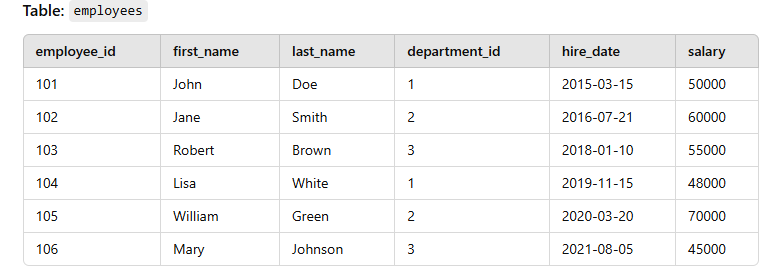 Table: employees
employee_id first_name last_name department_id hire_date salary
101 John Doe 1 2015-03-15 50000
102 Jane Smith 2 2016-07-21 60000
103 Robert Brown 3 2018-01-10 55000
104 Lisa White 1 2019-11-15 48000
105 William Green 2 2020-03-20 70000
106 Mary Johnson 3 2021-08-05 45000